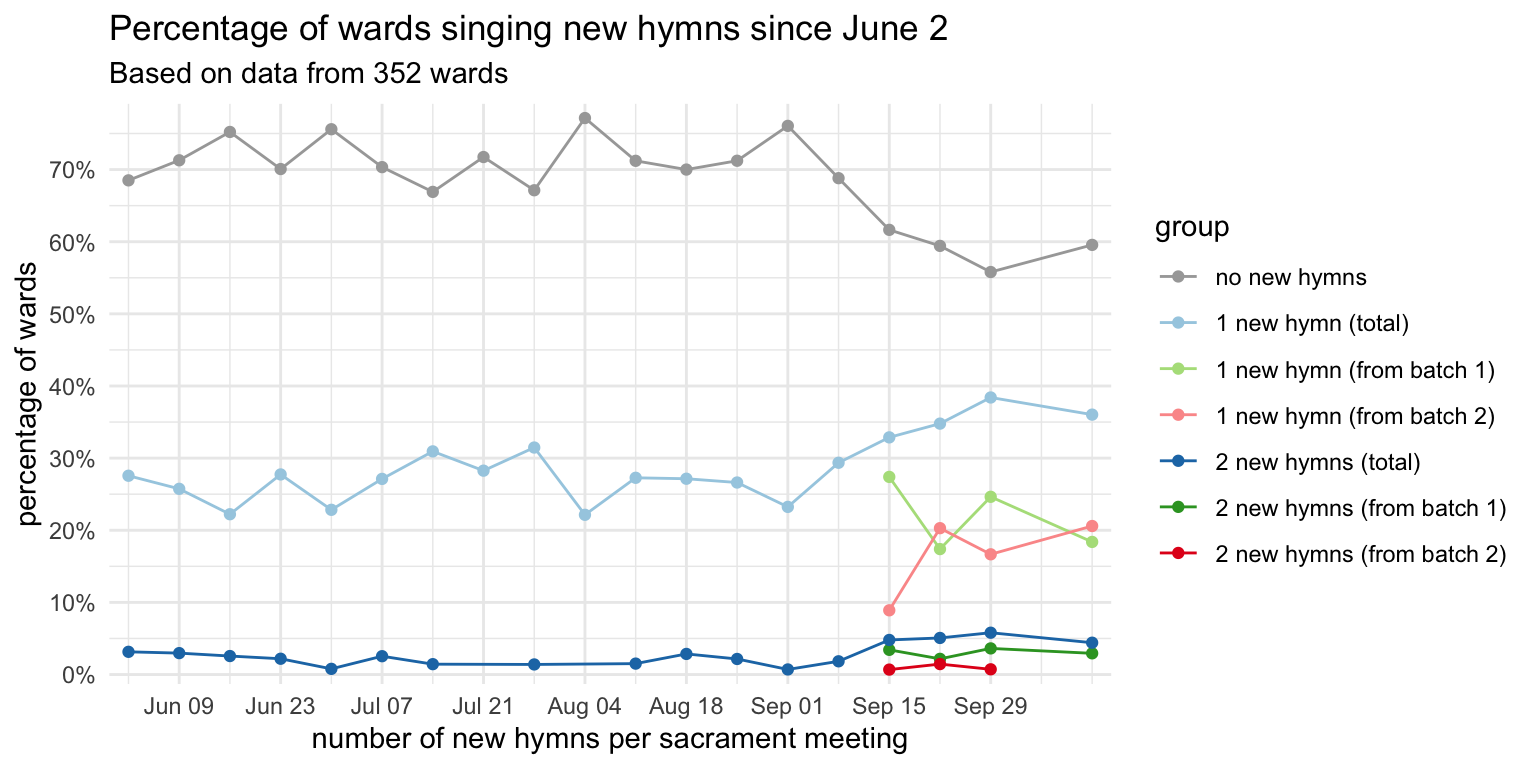 Percentage of wards singing new hymns since June 2
Based on data from 352 wards
percentage of wards
70%
60%
50%
40%
30%
20%
10%
0%
Jun 09 Jun 23 Jul 07 Jul 21 Aug 04 Aug 18 Sep 01 Sep 15 Sep 29
number of new hymns per sacrament meeting
group
no new hymns
1 new hymn (total)
1 new hymn (from batch 1)
1 new hymn (from batch 2)
2 new hymns (total)
2 new hymns (from batch 1)
2 new hymns (from batch 2)